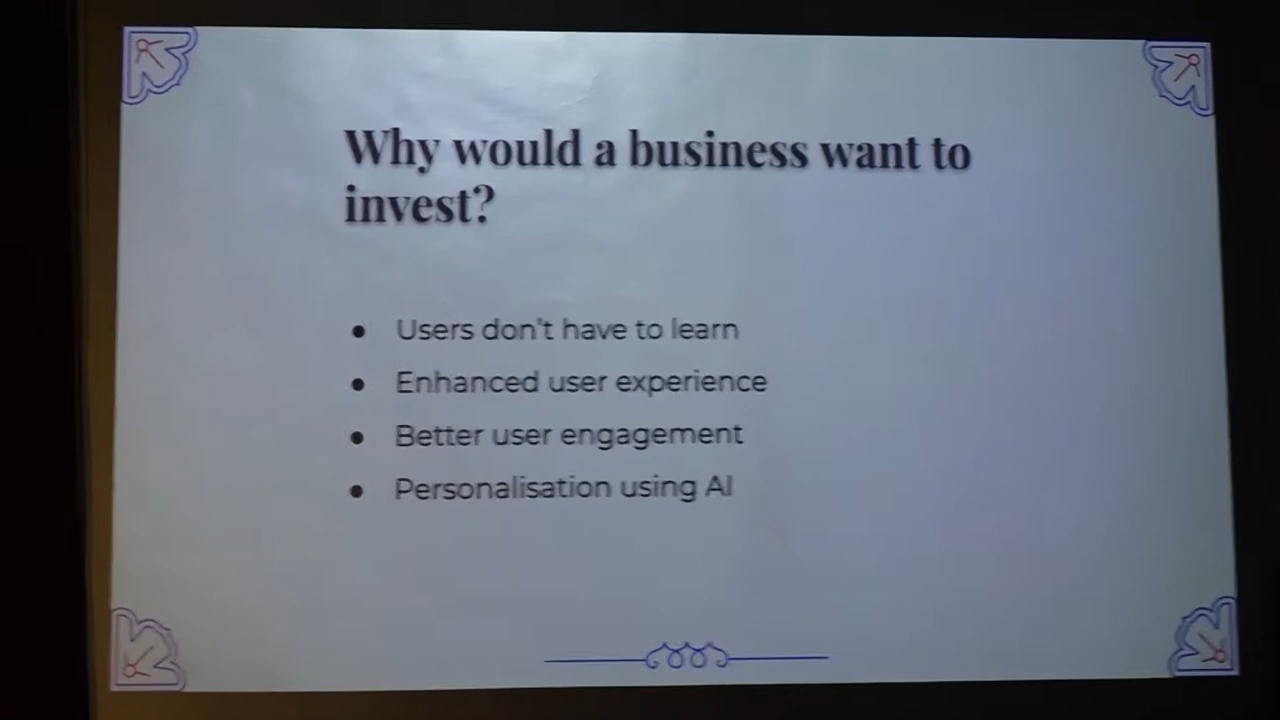 Why would a business want to
invest?
● Users don't have to learn
● Enhanced user experience
● Better user engagement
● Personalisation using AI